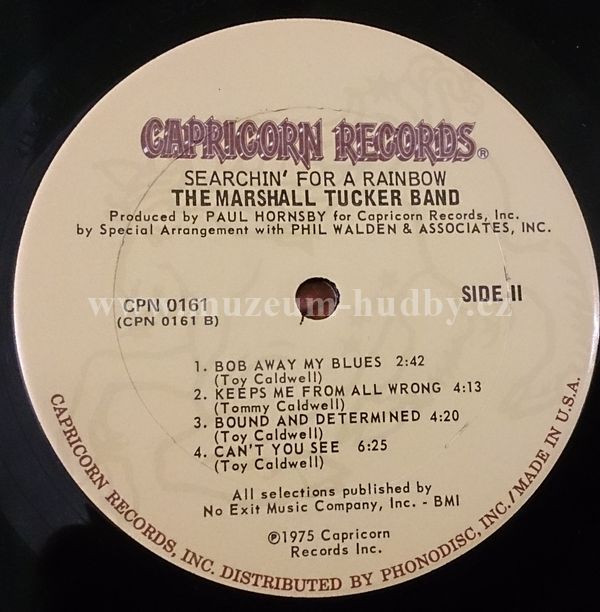 CAPRICORN RECORDS®
SEARCHIN' FOR A RAINBOW
THE MARSHALL TUCKER BAND
Produced by PAUL HORNSBY for Capricorn Records, Inc.
by Special Arrangement with PHIL WALDEN & ASSOCIATES, INC.
CPN 0161
(CPN 0161 B)
SIDE II
www.muzeum-hudby.cz
1. BOB AWAY MY BLUES 2:42
(Toy Caldwell)
2. KEEPS ME FROM ALL WRONG 4:13
(Tommy Caldwell)
3. BOUND AND DETERMINED 4:20
(Toy Caldwell)
4. CAN'T YOU SEE 6:25
(Toy Caldwell)
All selections published by
No Exit Music Company, Inc. - BMI
℗1975 Capricorn
Records Inc.
CAPRICORN RECORDS, INC. DISTRIBUTED BY PHONODISC, INC./MADE IN U.S.A.